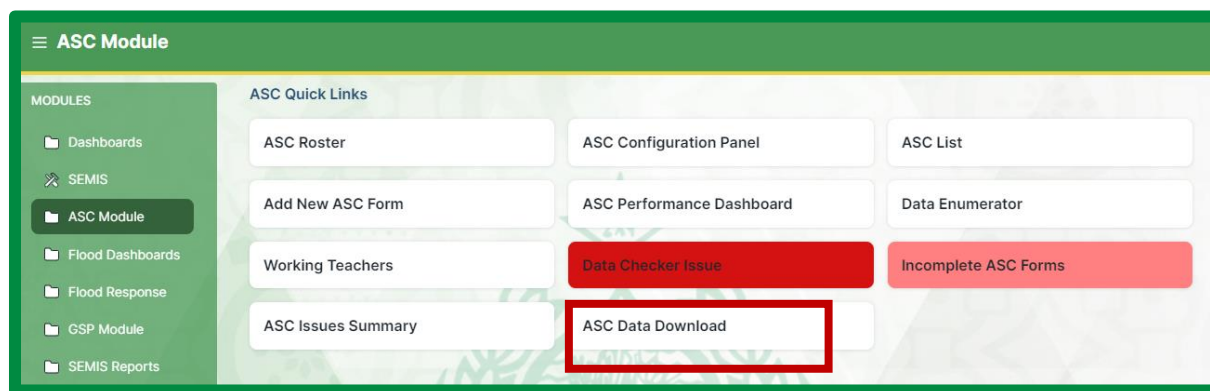 ASC Module
MODULES
Dashboards
SEMIS
ASC Module
Flood Dashboards
Flood Response
GSP Module
SEMIS Reports
ASC Quick Links
ASC Roster
ASC Configuration Panel
ASC List
Add New ASC Form
ASC Performance Dashboard
Data Enumerator
Working Teachers
Data Checker Issue
Incomplete ASC Forms
ASC Issues Summary
ASC Data Download